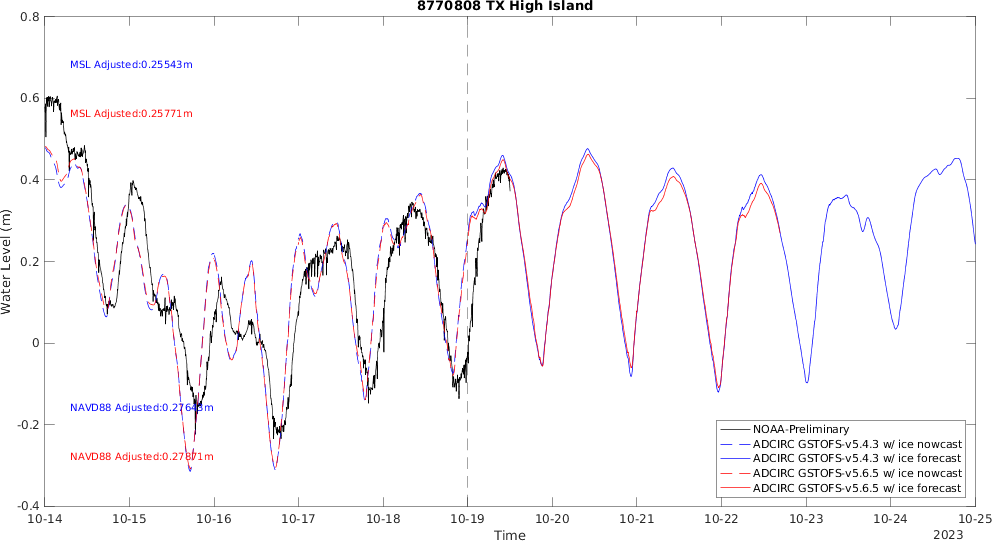 8770808 TX High Island
0.8
0.6
0.4
0.2
0
-0.2
-0.4
Water Level (m)
MSL Adjusted:0.25543m
MSL Adjusted:0.25771m
NAVD88 Adjusted:0.27643m
NAVD88 Adjusted:0.27871m
NOAA-Preliminary
ADCIRC GSTOFS-v5.4.3 w/ ice nowcast
ADCIRC GSTOFS-v5.4.3 w/ ice forecast
ADCIRC GSTOFS-v5.6.5 w/ ice nowcast
ADCIRC GSTOFS-v5.6.5 w/ ice forecast
10-14 10-15 10-16 10-17 10-18 10-19 10-20 10-21 10-22 10-23 10-24 10-25
Time
2023